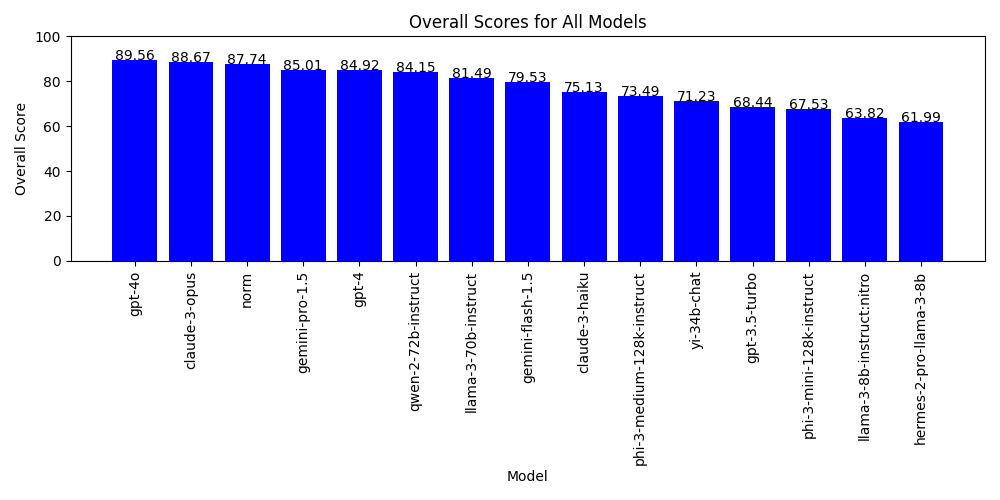 Overall Scores for All Models
Overall Score
100
80
60
40
20
0
89.56
88.67
87.74
85.01
84.92
84.15
81.49
79.53
75.13
73.49
71.23
68.44
67.53
63.82
61.99
gpt-4o
claude-3-opus
norm
gemini-pro-1.5
gpt-4
qwen-2-72b-instruct
llama-3-70b-instruct
gemini-flash-1.5
claude-3-haiku
phi-3-medium-128k-instruct
yi-34b-chat
gpt-3.5-turbo
phi-3-mini-128k-instruct
llama-3-8b-instruct:nitro
hermes-2-pro-llama-3-8b
Model